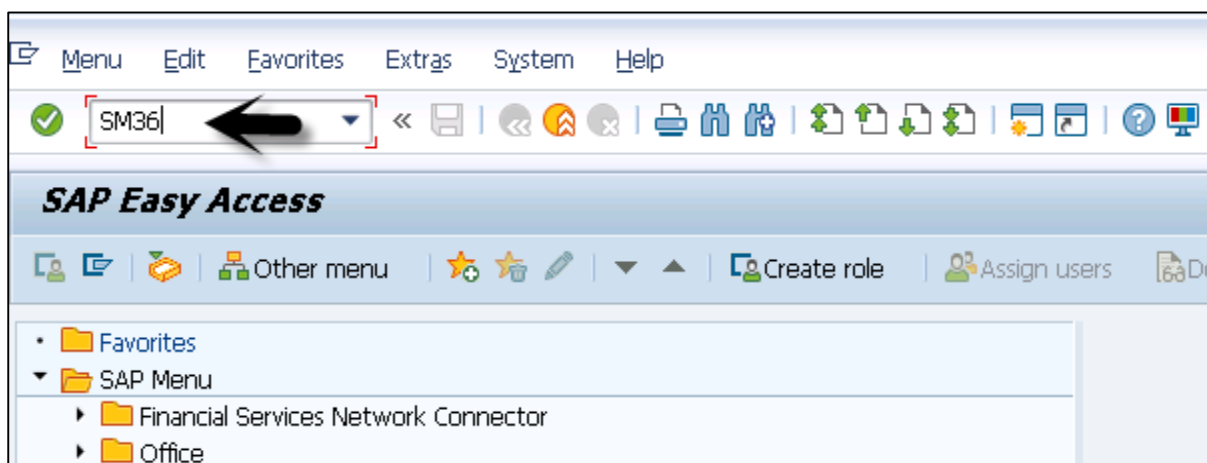 Menu Edit Favorites Extras System Help
SM36
SAP Easy Access
Other menu Create role Assign users
Favorites
SAP Menu
Financial Services Network Connector
Office